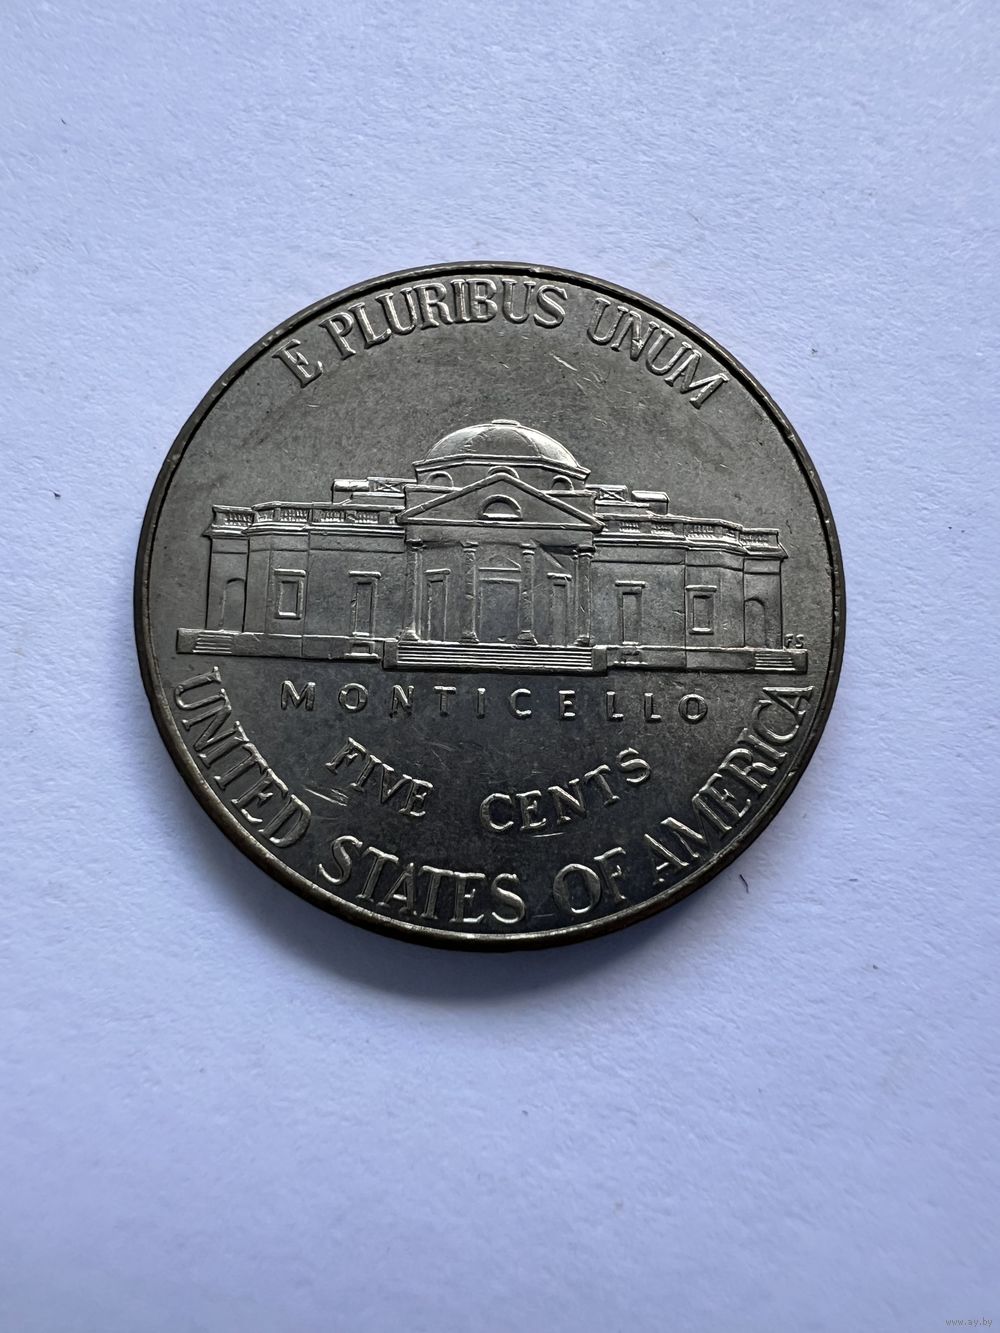 E PLURIBUS UNUM
FS
MONTICELLO
FIVE CENTS
UNITED STATES OF AMERICA
www.ay.by